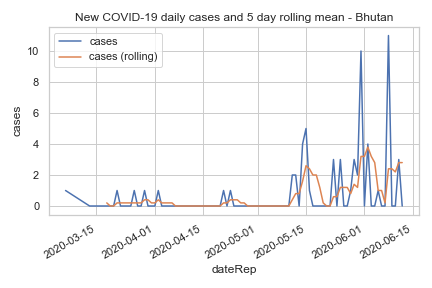 New COVID-19 daily cases and 5 day rolling mean - Bhutan
cases
cases (rolling)
10
8
6
4
2
0
cases
2020-03-15
2020-04-01
2020-04-15
2020-05-01
2020-05-15
2020-06-01
2020-06-15
dateRep